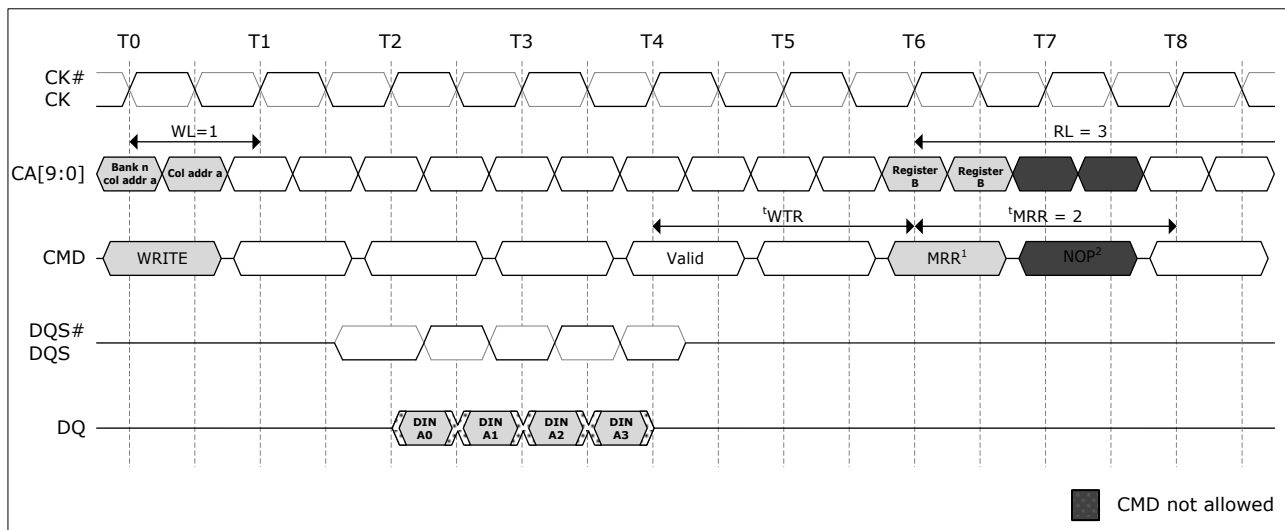 T0 T1 T2 T3 T4 T5 T6 T7 T8
CK#
CK
WL=1 RL = 3
CA[9:0] Bank n col addr a Col addr a Register B Register B
tWTR tMRR = 2
CMD WRITE Valid MRR1 NOP2
DQS#
DQS
DQ DIN A0 DIN A1 DIN A2 DIN A3
CMD not allowed